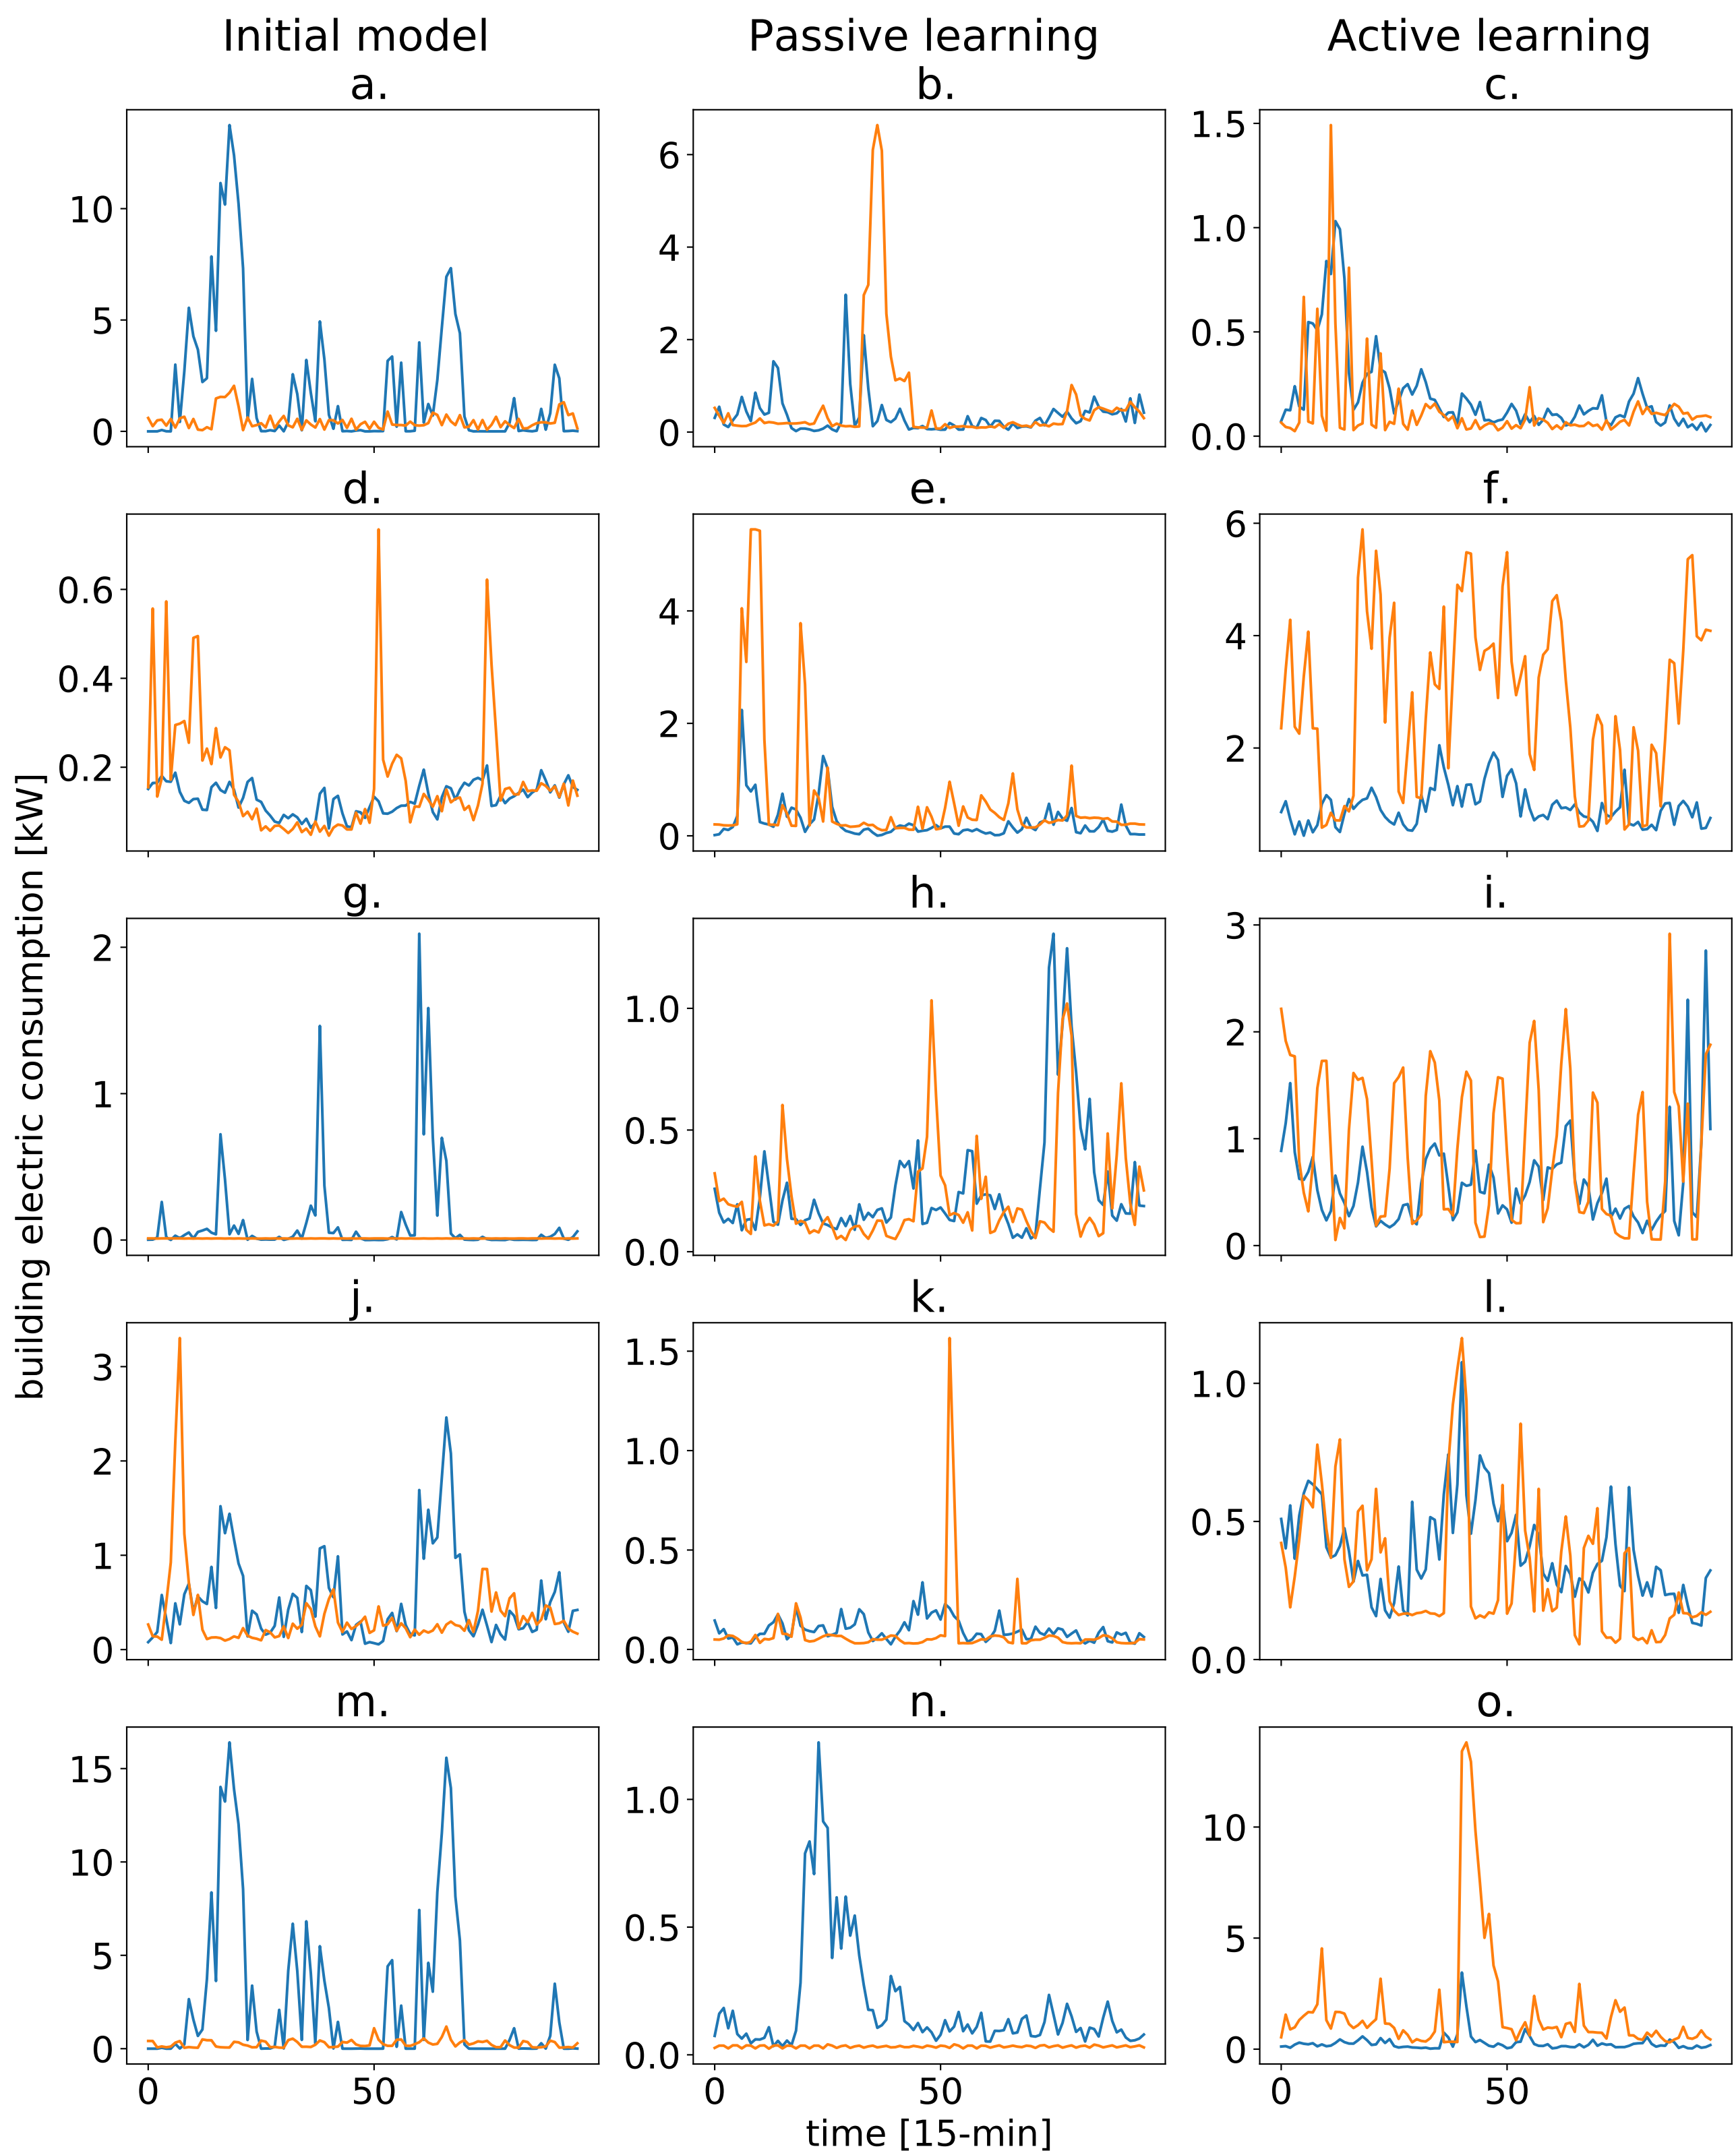 Initial model
Passive learning
Active learning
a.
b.
c.
10
5
0
6
4
2
0
1.5
1.0
0.5
0.0
d.
e.
f.
0.6
0.4
0.2
4
2
0
6
4
2
building electric consumption [kW]
g.
h.
i.
2
1
0
1.0
0.5
0.0
3
2
1
0
j.
k.
l.
3
2
1
0
1.5
1.0
0.5
0.0
1.0
0.5
0.0
m.
n.
o.
15
10
5
0
1.0
0.5
0.0
10
5
0
0 50
0 50
0 50
time [15-min]